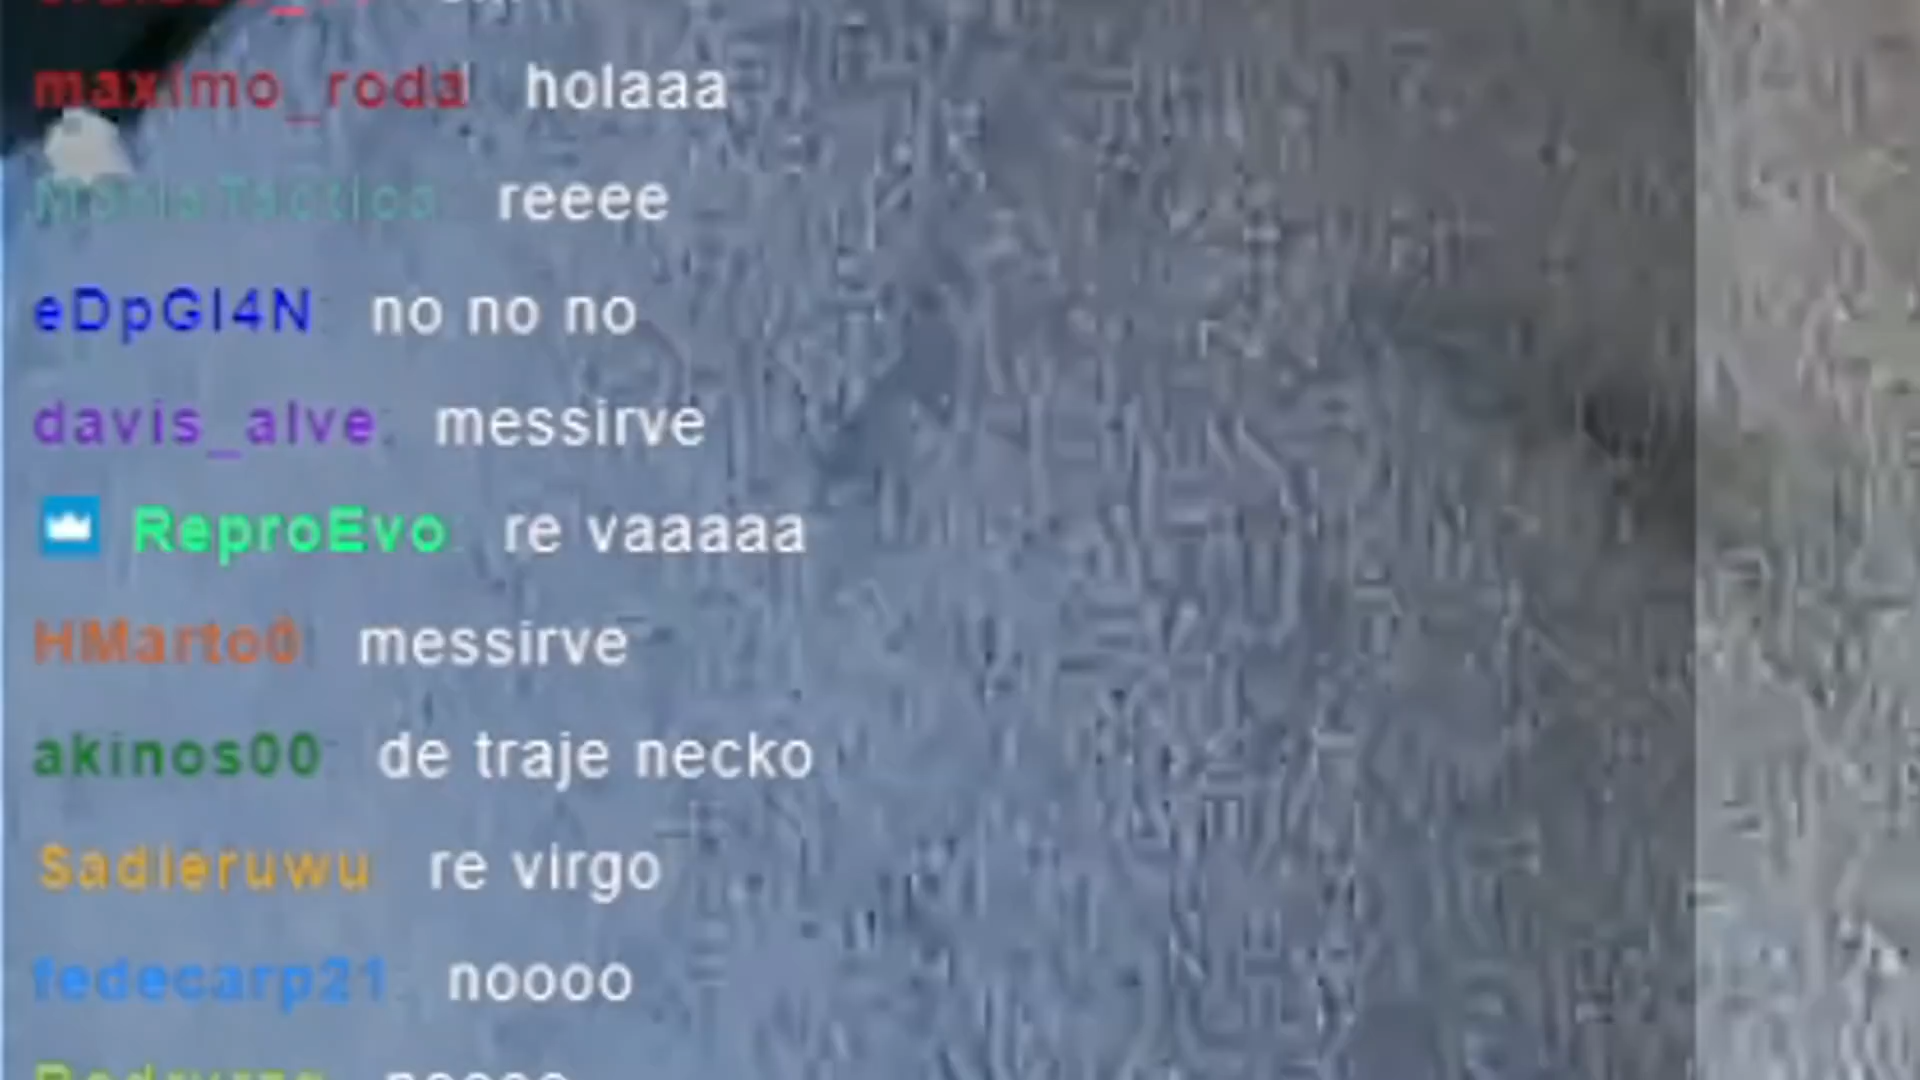 maximo_roda holaaa
reeee
eDpGI4N: no no no
davis_alve: messirve
ReproEvo: re vaaaaa
HMarto0: messirve
akinos00: de traje necko
Sadieruwu re virgo
fedecarp21: noooo